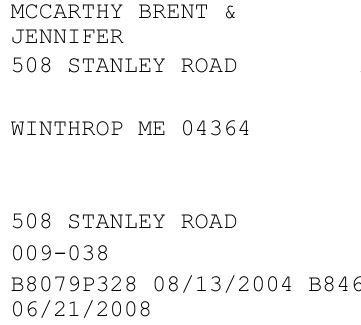 MCCARTHY BRENT &
JENNIFER
508 STANLEY ROAD
WINTHROP ME 04364
508 STANLEY ROAD
009-038
B8079P328 08/13/2004 B846
06/21/2008